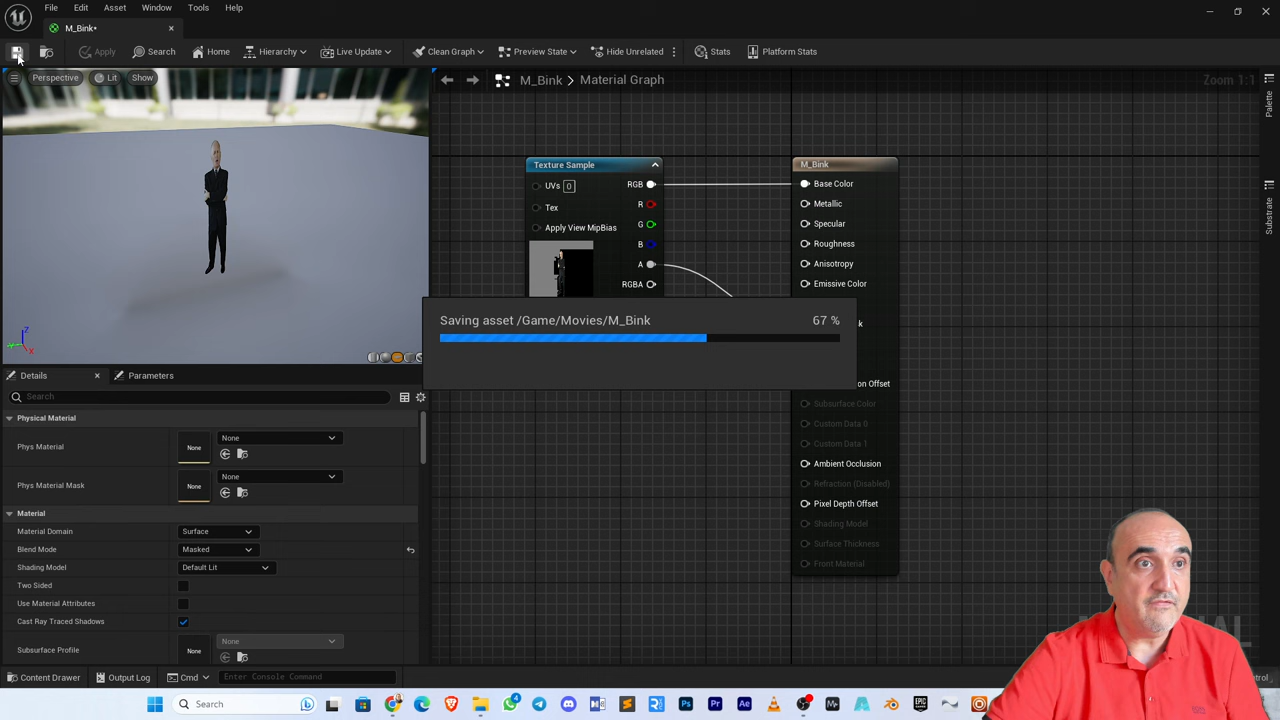 File Edit Asset Window Tools Help
M_Bink•
Apply Search Home Hierarchy Live Update Clean Graph Preview State Hide Unrelated Stats Platform Stats
Perspective Lit Show
M_Bink > Material Graph
Zoom 1:1
Palette
Substrate
Texture Sample
UVs 0
Tex
Apply View MipBias
RGB
R
G
B
A
RGBA
M_Bink
Base Color
Metallic
Specular
Roughness
Anisotropy
Emissive Color
Saving asset /Game/Movies/M_Bink 67 %
on Offset
Subsurface Color
Custom Data 0
Custom Data 1
Ambient Occlusion
Refraction (Disabled)
Pixel Depth Offset
Shading Model
Surface Thickness
Front Material
Z
X
Details Parameters
Search
Physical Material
Phys Material None None
Phys Material Mask None None
Material
Material Domain Surface
Blend Mode Masked
Shading Model Default Lit
Two Sided
Use Material Attributes
Cast Ray Traced Shadows
Subsurface Profile None None
Content Drawer Output Log Cmd Enter Console Command
Search